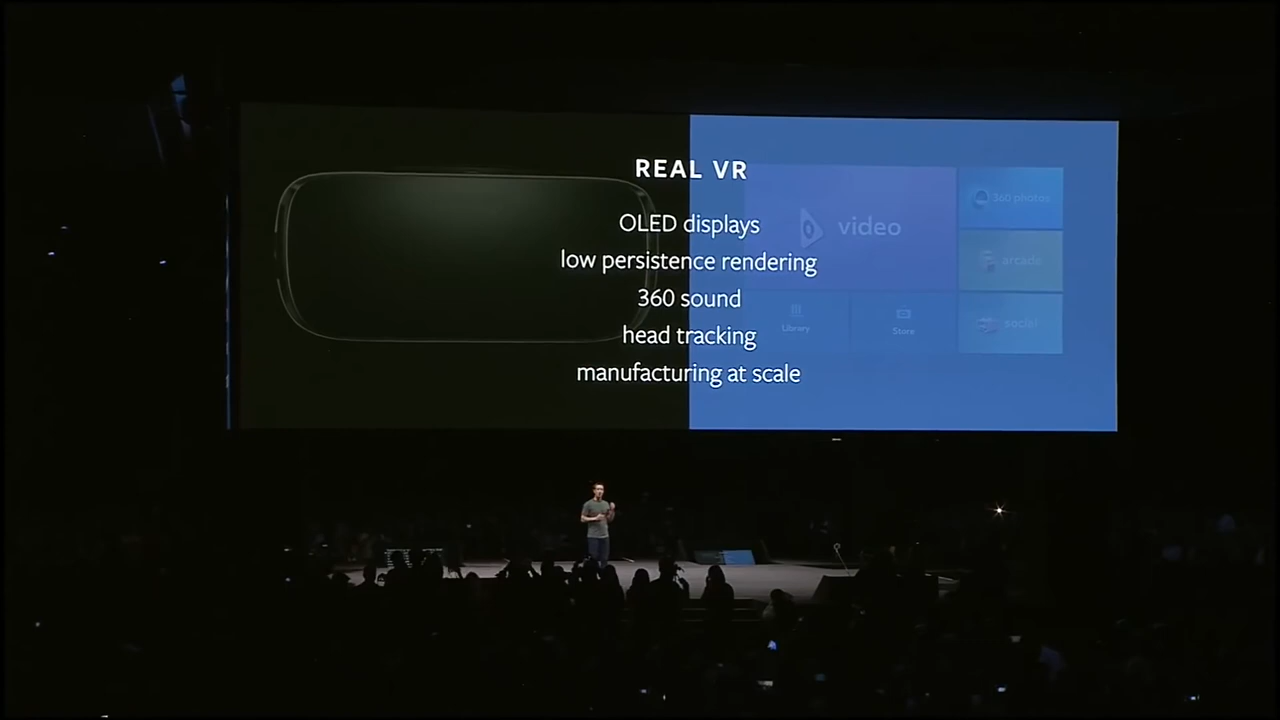 REAL VR
OLED displays
low persistence rendering
360 sound
head tracking
manufacturing at scale
video
360 photos
arcade
social
Library
Store